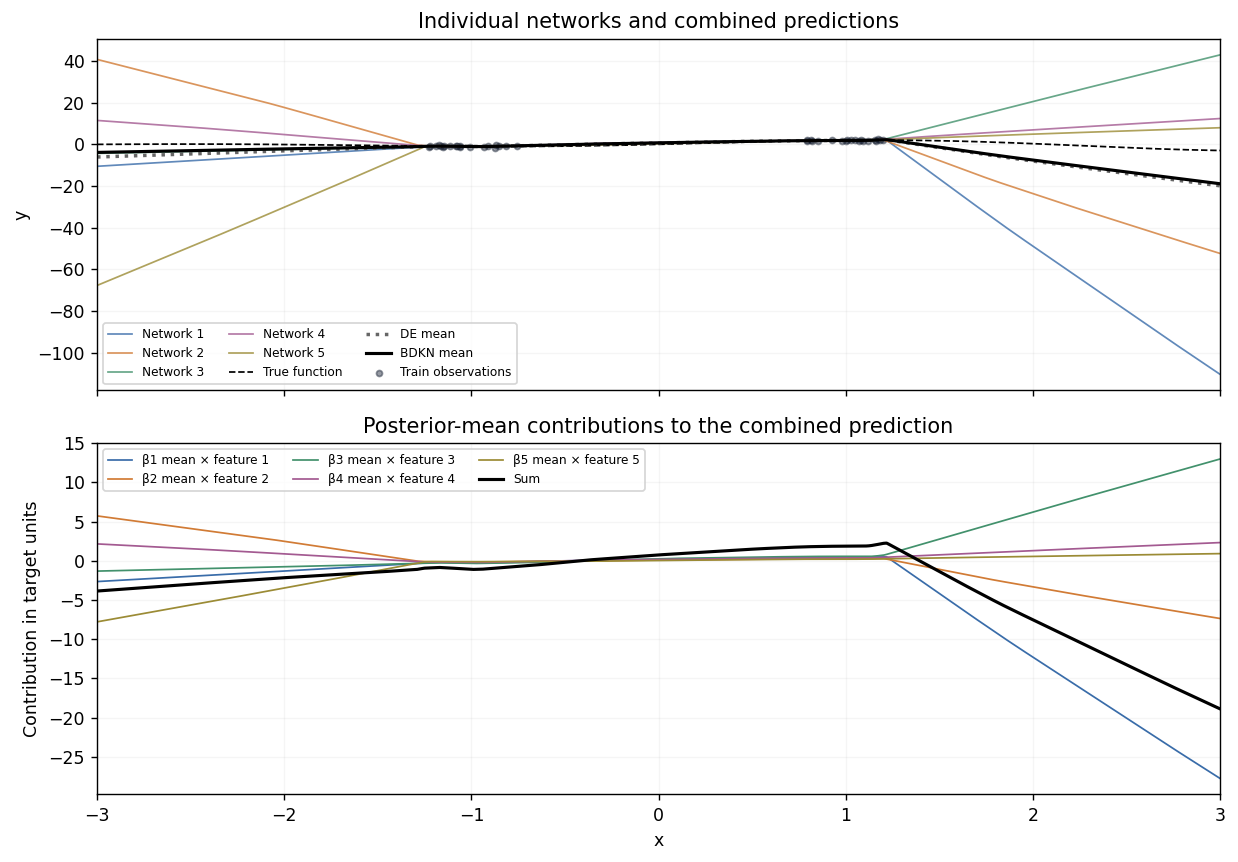 Individual networks and combined predictions
40
20
0
−20
−40
−60
−80
−100
y
Network 1
Network 2
Network 3
Network 4
Network 5
True function
DE mean
BDKN mean
Train observations
Posterior-mean contributions to the combined prediction
15
10
5
0
−5
−10
−15
−20
−25
Contribution in target units
β1 mean × feature 1
β2 mean × feature 2
β3 mean × feature 3
β4 mean × feature 4
β5 mean × feature 5
Sum
−3
−2
−1
0
1
2
3
x